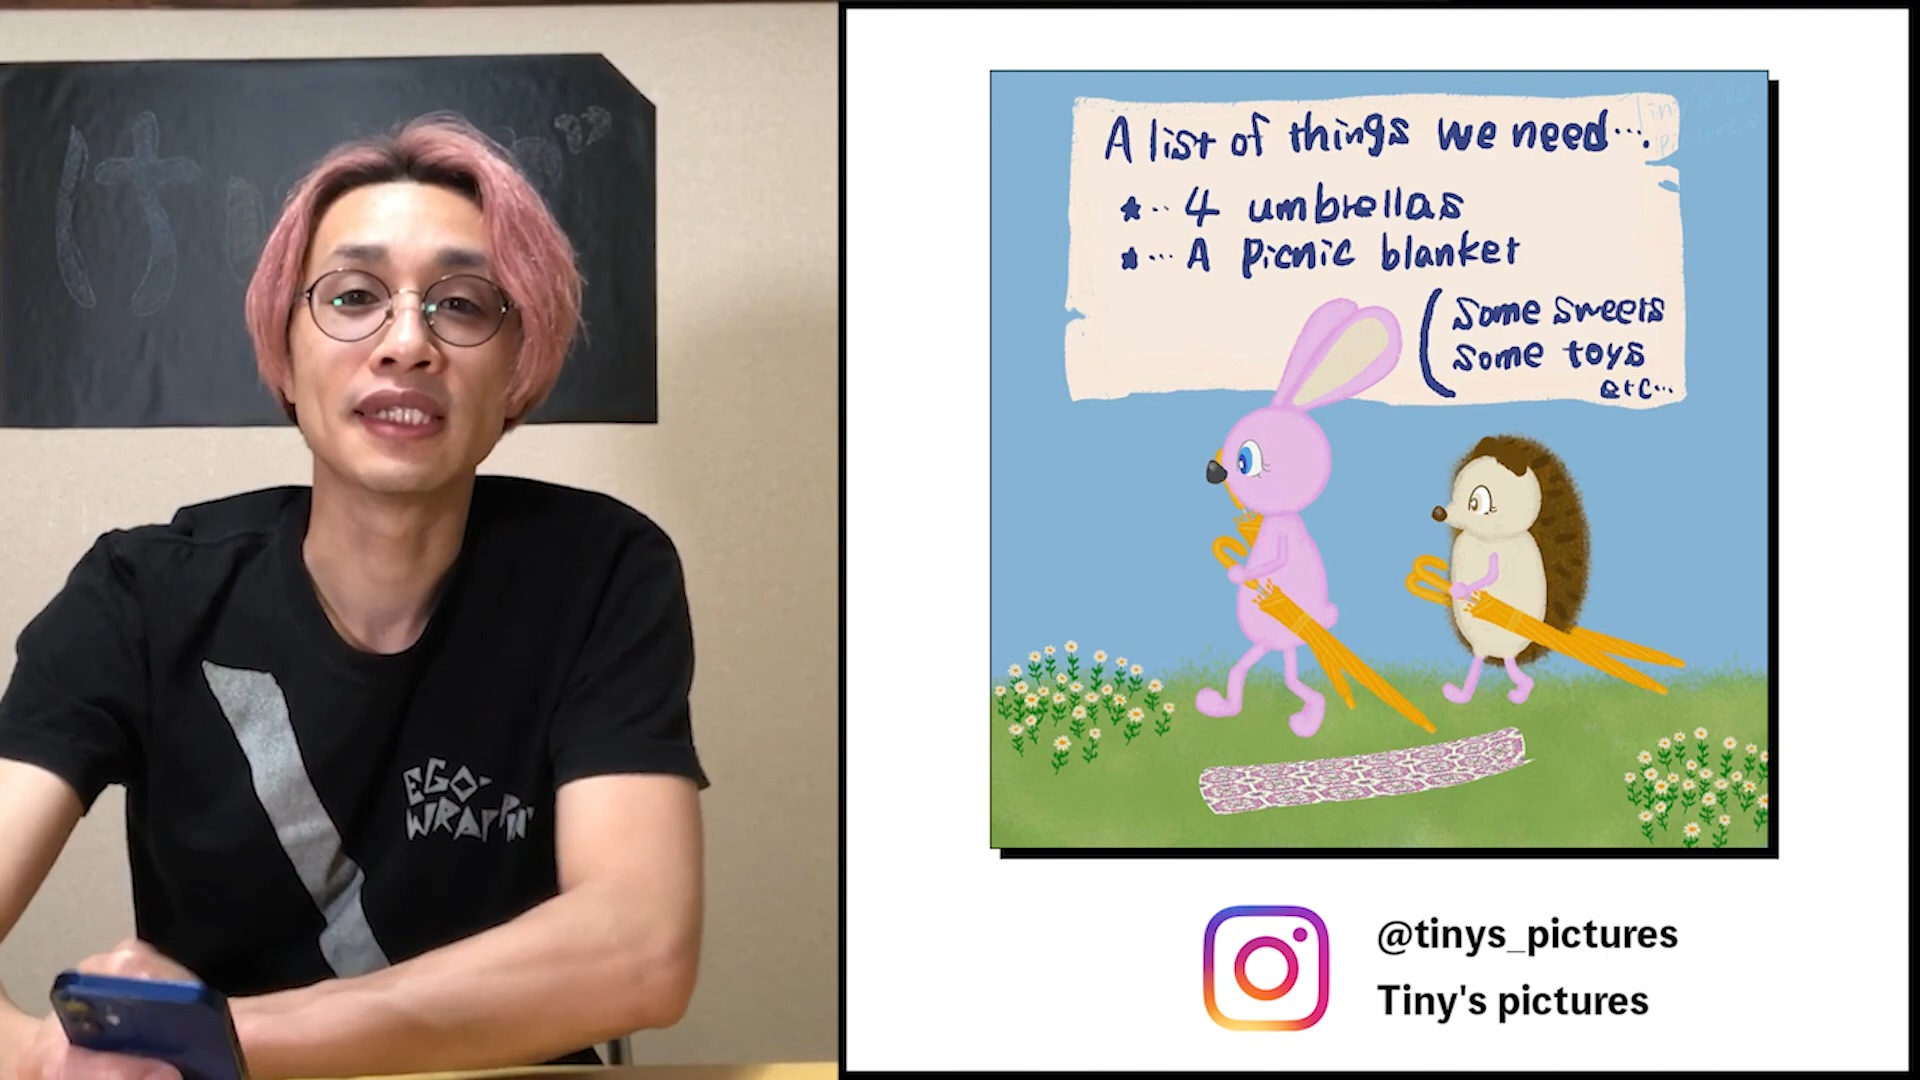 け
EGO-
WRAPPIN'
A list of things we need....
★.. 4 umbrellas
★... A picnic blanket
(some sweets
some toys
etc...
@tinys_pictures
Tiny's pictures